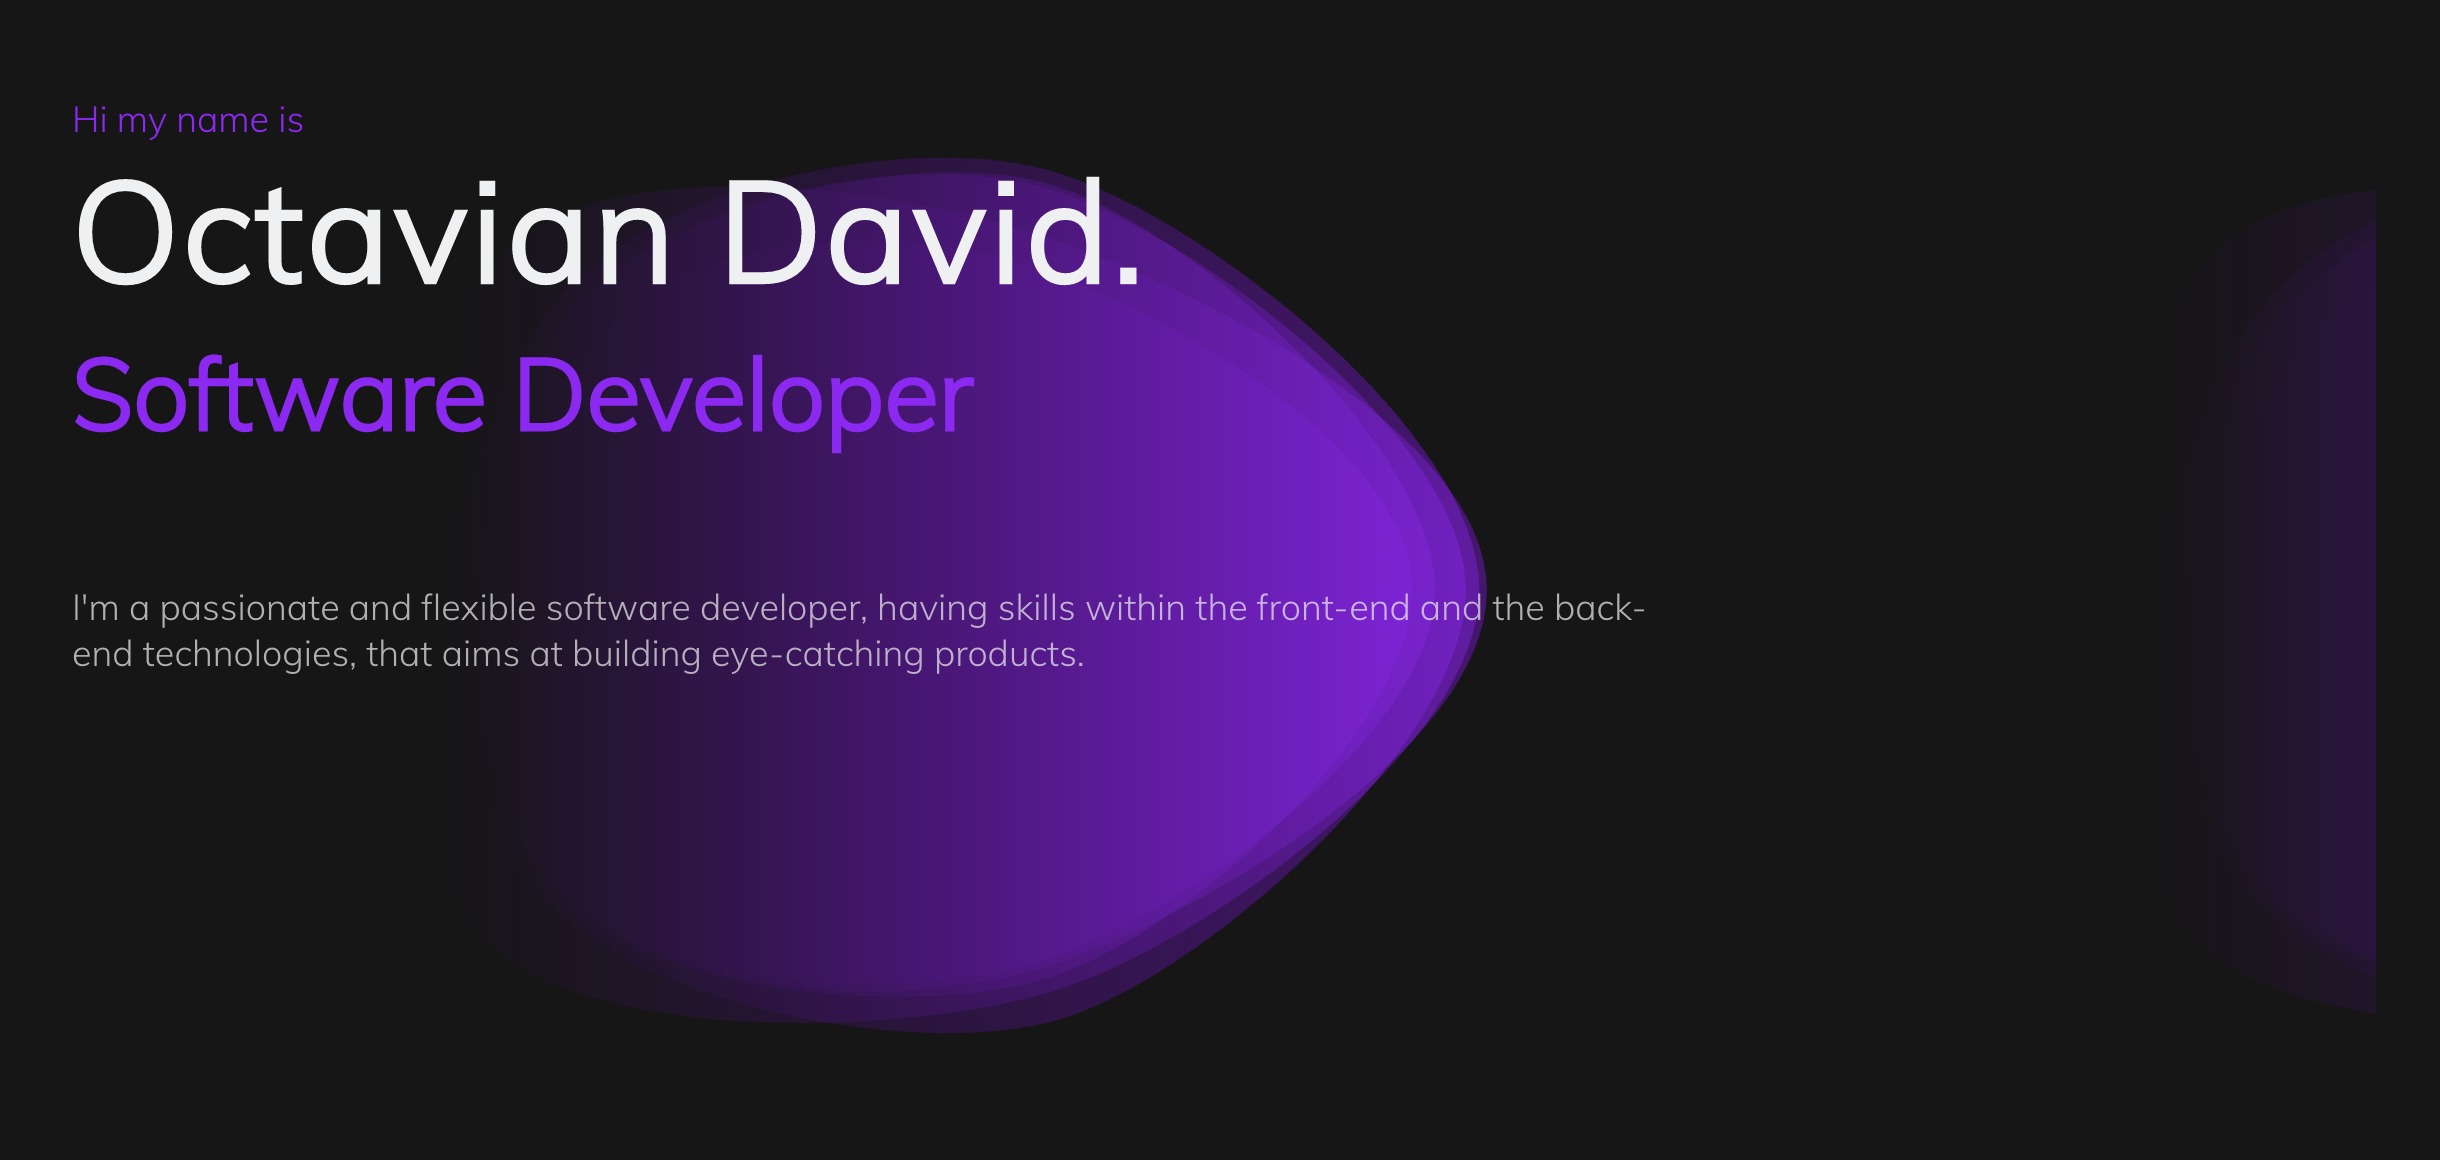 Hi my name is
Octavian David.
Software Developer
I'm a passionate and flexible software developer, having skills within the front-end and the back-
end technologies, that aims at building eye-catching products.